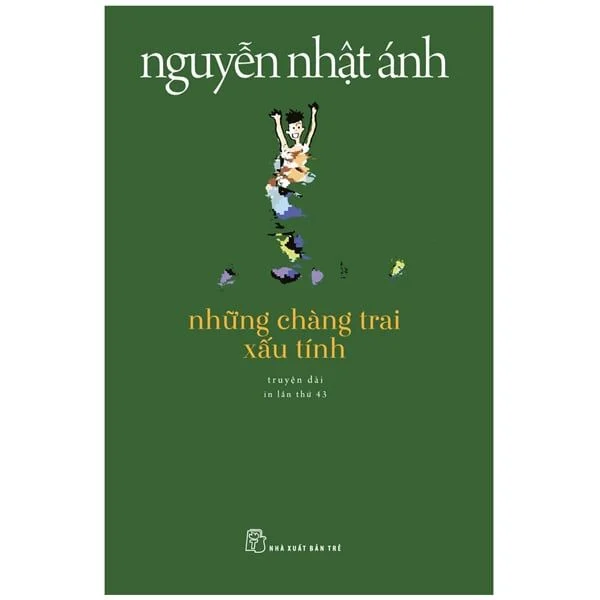 nguyễn nhật ánh
những chàng trai
xấu tính
truyện dài
in lần thứ 43
NHÀ XUẤT BẢN TRẺ